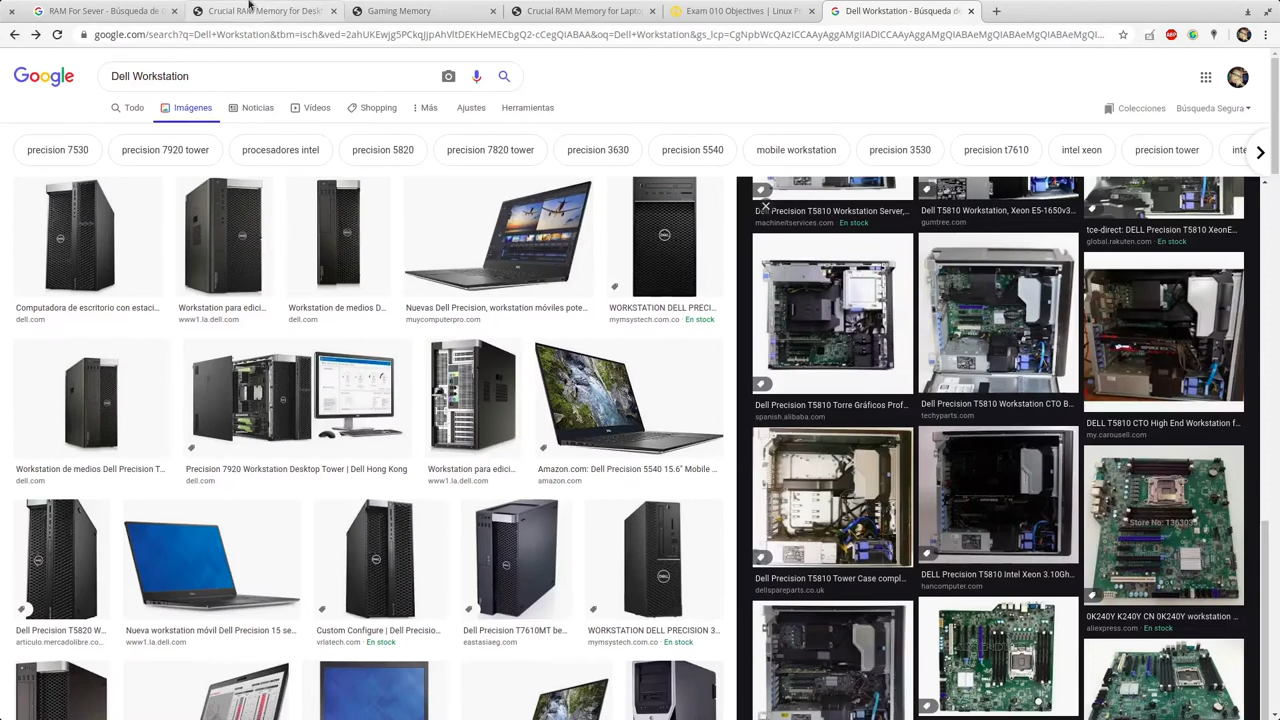 RAM For Sever - Búsqueda de
Crucial RAM Memory for Deskt
Gaming Memory
Crucial RAM Memory for Laptop
Exam 010 Objectives | Linux Pr
Dell Workstation - Búsqueda de
google.com/search?q=Dell+Workstation&tbm=isch&ved=2ahUKEwjg5PCkqJjpAhVltDEKHeMECbgQ2-cCegQIABAA&oq=Dell+Workstation&gs_lcp=CgNpbWcQAzICCAAyAggAMgIIADICCAAyAggAMgQIABAeMgQIABAeMgQIABAeMgQIABAeMgQIABAeOgQ...
Google
Dell Workstation
Todo
Imágenes
Noticias
Vídeos
Shopping
Más
Ajustes
Herramientas
Colecciones
Búsqueda Segura
precision 7530
precision 7920 tower
procesadores intel
precision 5820
precision 7820 tower
precision 3630
precision 5540
mobile workstation
precision 3530
precision t7610
intel xeon
precision tower
inte
Computadora de escritorio con estaci...
dell.com
Workstation para edici...
www1.la.dell.com
Workstation de medios D...
dell.com
Nuevas Dell Precision, workstation móviles pote...
muycomputerpro.com
WORKSTATION DELL PRECI...
mymsystech.com.co · En stock
Workstation de medios Dell Precision T...
dell.com
Precision 7920 Workstation Desktop Tower | Dell Hong Kong
dell.com
Workstation para edici...
www1.la.dell.com
Amazon.com: Dell Precision 5540 15.6" Mobile ...
amazon.com
Dell Precision T5820 W...
articulo.mercadolibre.co...
Nueva workstation móvil Dell Precision 15 se...
www1.la.dell.com
Custom Configure | Dell Precisio...
vrlatech.com · En stock
Dell Precision T7610MT be...
eastasiaeg.com
WORKSTATION DELL PRECISION 3...
mymsystech.com.co · En stock
Dell Precision T5810 Workstation Server,...
machineitservices.com · En stock
Dell T5810 Workstation, Xeon E5-1650v3...
gumtree.com
tce-direct: DELL Precision T5810 XeonE...
global.rakuten.com · En stock
Dell Precision T5810 Torre Gráficos Prof...
spanish.alibaba.com
Dell Precision T5810 Workstation CTO B...
techyparts.com
DELL T5810 CTO High End Workstation f...
my.carousell.com
Dell Precision T5810 Tower Case compl...
dellspareparts.co.uk
DELL Precision T5810 Intel Xeon 3.10Gh...
hancomputer.com
Store No: 1363035
0K240Y K240Y CN 0K240Y workstation ...
aliexpress.com · En stock